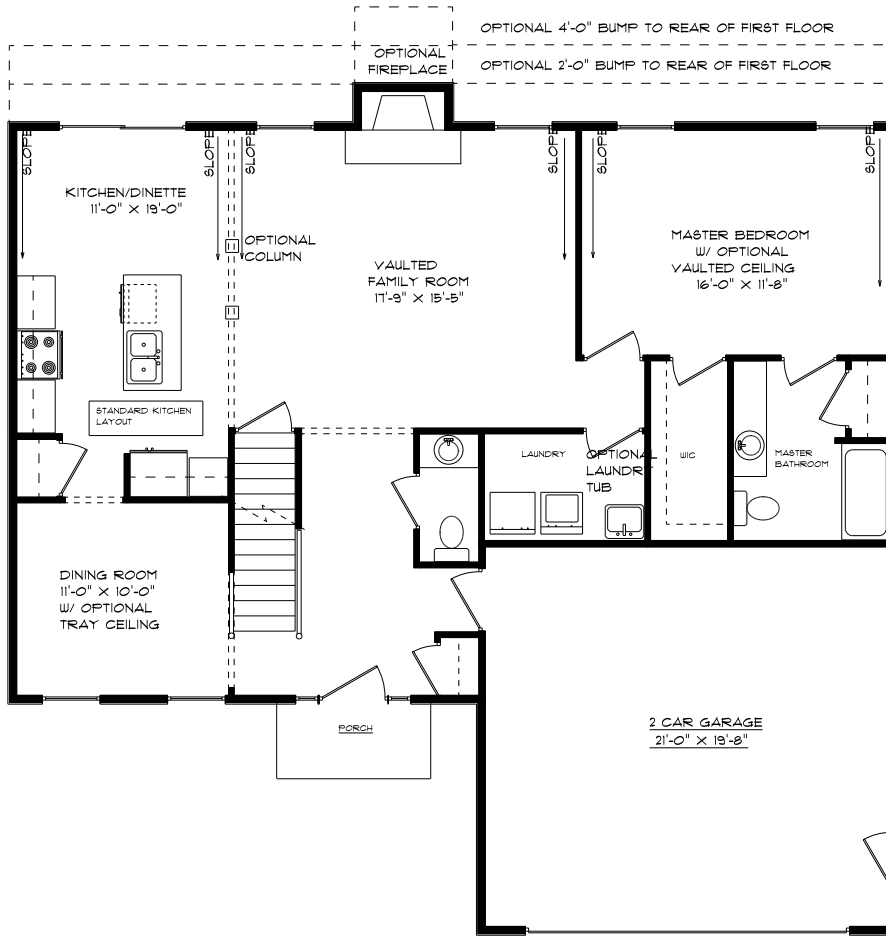 OPTIONAL 4'-0" BUMP TO REAR OF FIRST FLOOR
OPTIONAL
FIREPLACE
OPTIONAL 2'-0" BUMP TO REAR OF FIRST FLOOR
SLOPE
SLOPE
SLOPE
SLOPE
SLOPE
SLOPE
KITCHEN/DINETTE
11'-0" X 19'-0"
OPTIONAL
COLUMN
VAULTED
FAMILY ROOM
17'-9" X 15'-5"
MASTER BEDROOM
W/ OPTIONAL
VAULTED CEILING
16'-0" X 11'-8"
STANDARD KITCHEN
LAYOUT
LAUNDRY
OPTIONAL
LAUNDRY
TUB
WIC
MASTER
BATHROOM
DINING ROOM
11'-0" X 10'-0"
W/ OPTIONAL
TRAY CEILING
PORCH
2 CAR GARAGE
21'-0" X 19'-8"